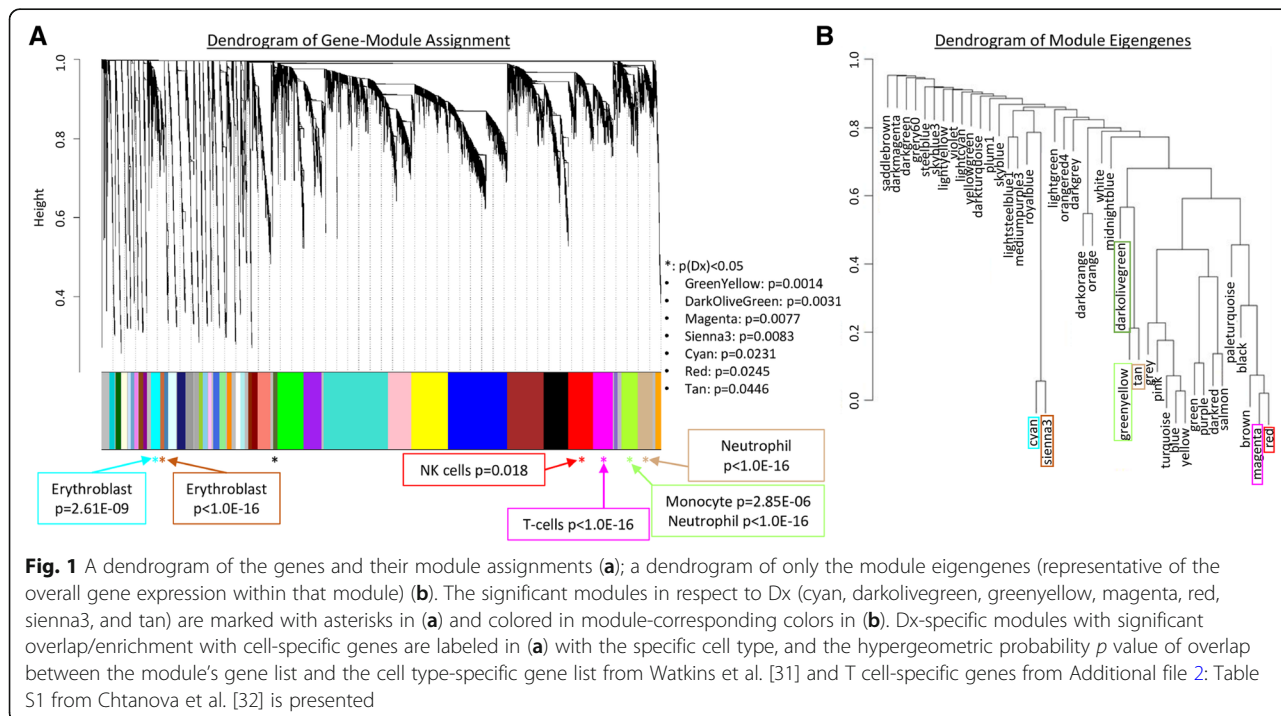 A
Dendrogram of Gene-Module Assignment
Height
1.0
0.8
0.6
0.4
*: p(Dx)<0.05
• GreenYellow: p=0.0014
• DarkOliveGreen: p=0.0031
• Magenta: p=0.0077
• Sienna3: p=0.0083
• Cyan: p=0.0231
• Red: p=0.0245
• Tan: p=0.0446
* * * * * * *
Erythroblast
p=2.61E-09
Erythroblast
p<1.0E-16
NK cells p=0.018
T-cells p<1.0E-16
Neutrophil
p<1.0E-16
Monocyte p=2.85E-06
Neutrophil p<1.0E-16
B
Dendrogram of Module Eigengenes
1.0
0.8
0.6
0.4
0.2
0.0
saddlebrown
darkmagenta
darkgreen
grey60
steelblue
skyblue3
lightyellow
violet
lightcyan
yellowgreen
darkturquoise
plum1
skyblue
lightsteelblue1
mediumpurple3
royalblue
cyan
sienna3
lightgreen
orangered4
darkgrey
darkorange
orange
white
midnightblue
darkolivegreen
greenyellow
tan
grey
pink
turquoise
blue
yellow
green
purple
darkred
salmon
paleturquoise
black
brown
magenta
red
Fig. 1 A dendrogram of the genes and their module assignments (a); a dendrogram of only the module eigengenes (representative of the
overall gene expression within that module) (b). The significant modules in respect to Dx (cyan, darkolivegreen, greenyellow, magenta, red,
sienna3, and tan) are marked with asterisks in (a) and colored in module-corresponding colors in (b). Dx-specific modules with significant
overlap/enrichment with cell-specific genes are labeled in (a) with the specific cell type, and the hypergeometric probability p value of overlap
between the module's gene list and the cell type-specific gene list from Watkins et al. [31] and T cell-specific genes from Additional file 2: Table
S1 from Chtanova et al. [32] is presented